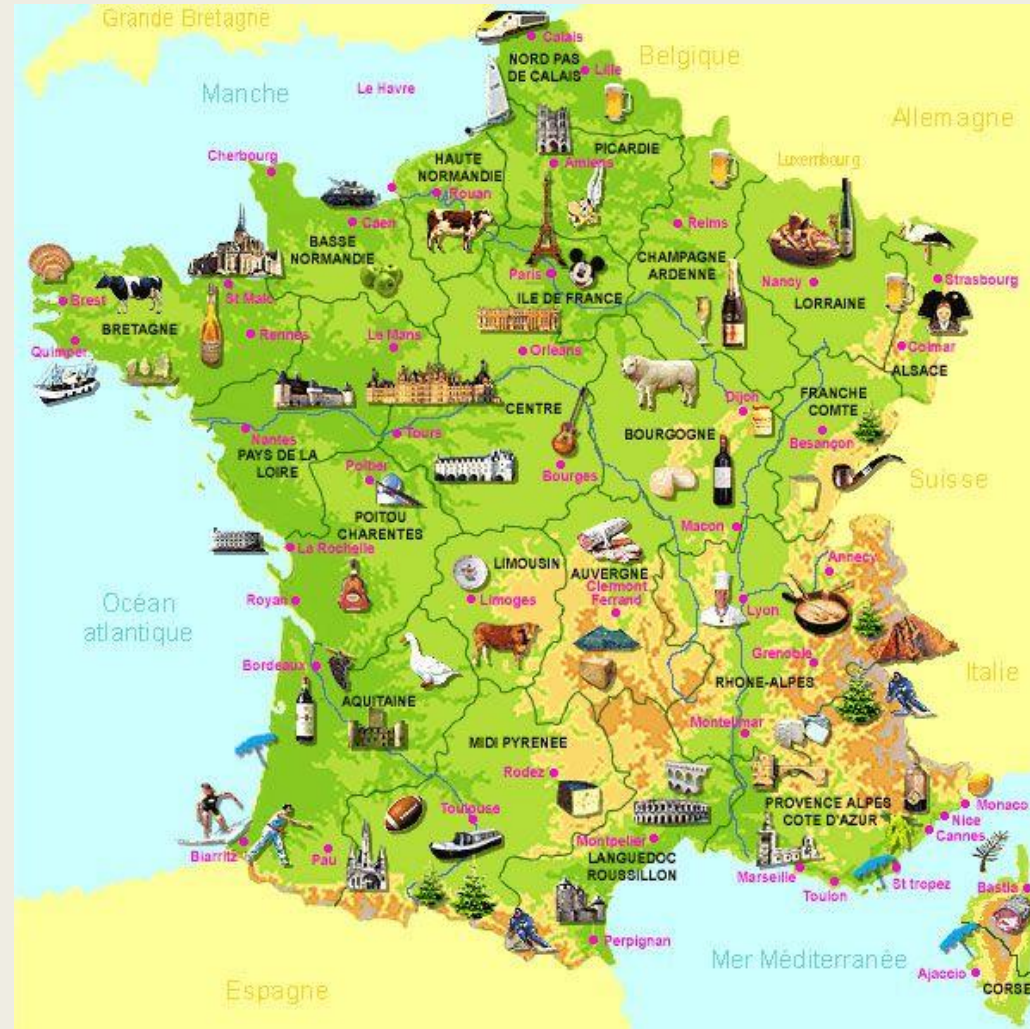 Grande Bretagne
Calais
Belgique
NORD PAS
DE CALAIS
Lille
Manche
Le Havre
Allemagne
Cherbourg
PICARDIE
Amiens
Luxembourg
HAUTE
NORMANDIE
Rouan
Caen
Reims
BASSE
NORMANDIE
CHAMPAGNE
ARDENNE
Paris
Nancy
Strasbourg
Brest
St Malo
ILE DE FRANCE
LORRAINE
BRETAGNE
Rennes
Le Mans
Quimper
Orleans
Colmar
ALSACE
FRANCHE
COMTE
CENTRE
Dijon
Nantes
Tours
BOURGOGNE
Besançon
PAYS DE LA
LOIRE
Poitier
Bourges
Suisse
POITOU
CHARENTES
Macon
La Rochelle
LIMOUSIN
AUVERGNE
Annecy
Clermont
Ferrand
Océan
atlantique
Royan
Limoges
Lyon
Bordeaux
Grenoble
Italie
RHONE-ALPES
AQUITAINE
Montelimar
MIDI PYRENEE
Rodez
PROVENCE ALPES
COTE D'AZUR
Monaco
Toulouse
Nice
Cannes
Biarritz
Pau
Montpelier
LANGUEDOC
ROUSSILLON
Marseille
St tropez
Toulon
Bastia
Perpignan
Mer Méditerranée
Ajaccio
CORSE
Espagne